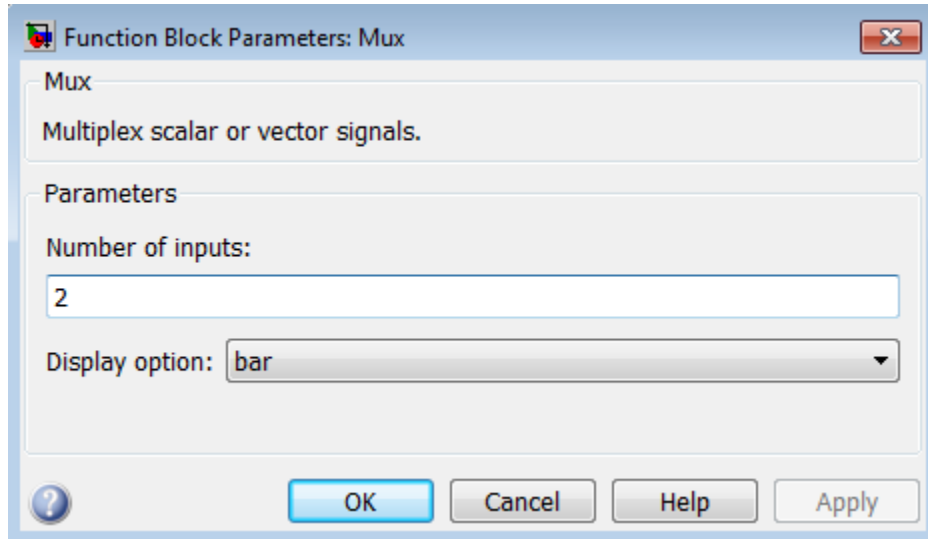 Function Block Parameters: Mux
Mux
Multiplex scalar or vector signals.
Parameters
Number of inputs:
2
Display option: bar
? OK Cancel Help Apply